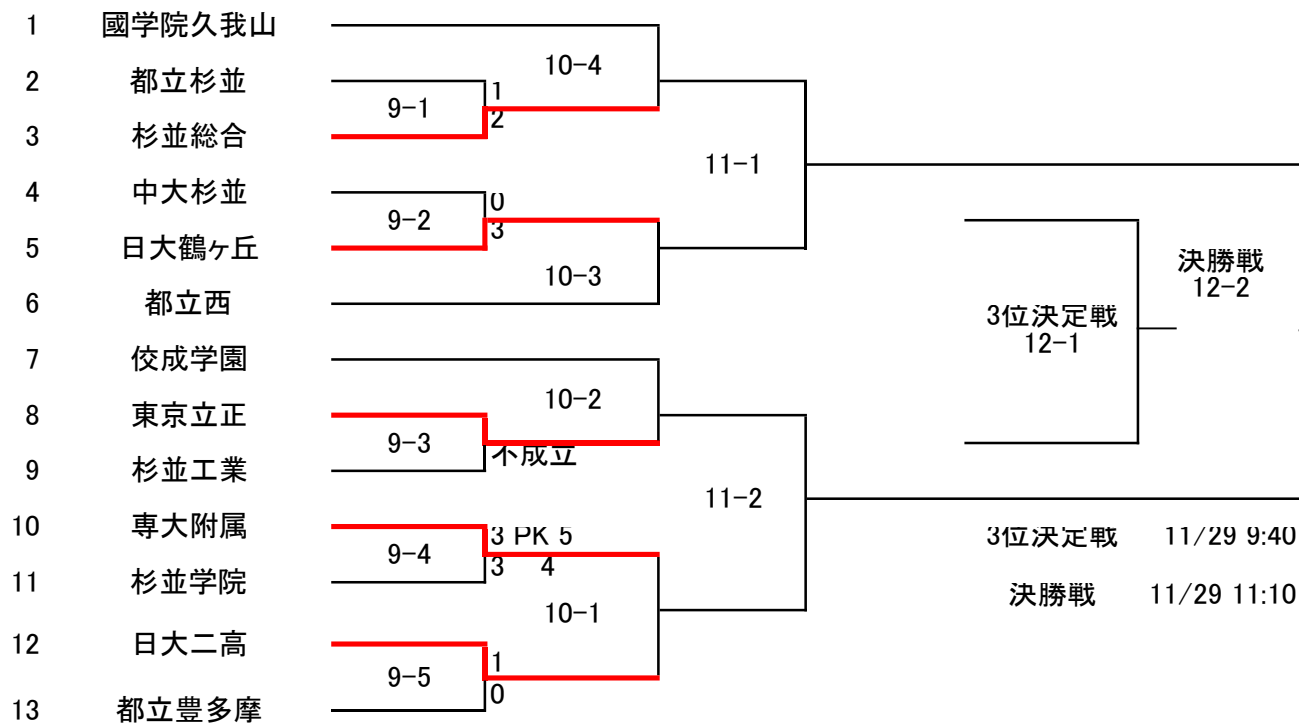 1 國学院久我山
10-4
2 都立杉並 1
9-1
3 杉並総合 2
11-1
4 中大杉並 0
9-2
5 日大鶴ヶ丘 3
10-3
6 都立西
決勝戦
12-2
3位決定戦
12-1
7 佼成学園
10-2
8 東京立正
9-3
9 杉並工業 不成立
11-2
10 専大附属 3 PK 5
9-4
11 杉並学院 3 4
10-1
12 日大二高 1
9-5
13 都立豊多摩 0
3位決定戦 11/29 9:40
決勝戦 11/29 11:10